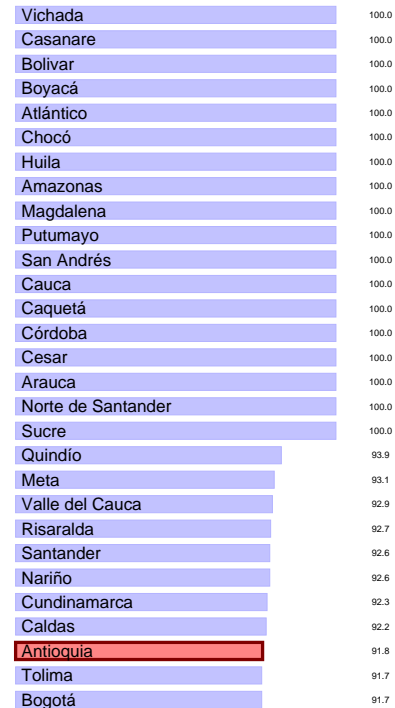 Vichada 100.0
Casanare 100.0
Bolivar 100.0
Boyacá 100.0
Atlántico 100.0
Chocó 100.0
Huila 100.0
Amazonas 100.0
Magdalena 100.0
Putumayo 100.0
San Andrés 100.0
Cauca 100.0
Caquetá 100.0
Córdoba 100.0
Cesar 100.0
Arauca 100.0
Norte de Santander 100.0
Sucre 100.0
Quindío 93.9
Meta 93.1
Valle del Cauca 92.9
Risaralda 92.7
Santander 92.6
Nariño 92.6
Cundinamarca 92.3
Caldas 92.2
Antioquia 91.8
Tolima 91.7
Bogotá 91.7